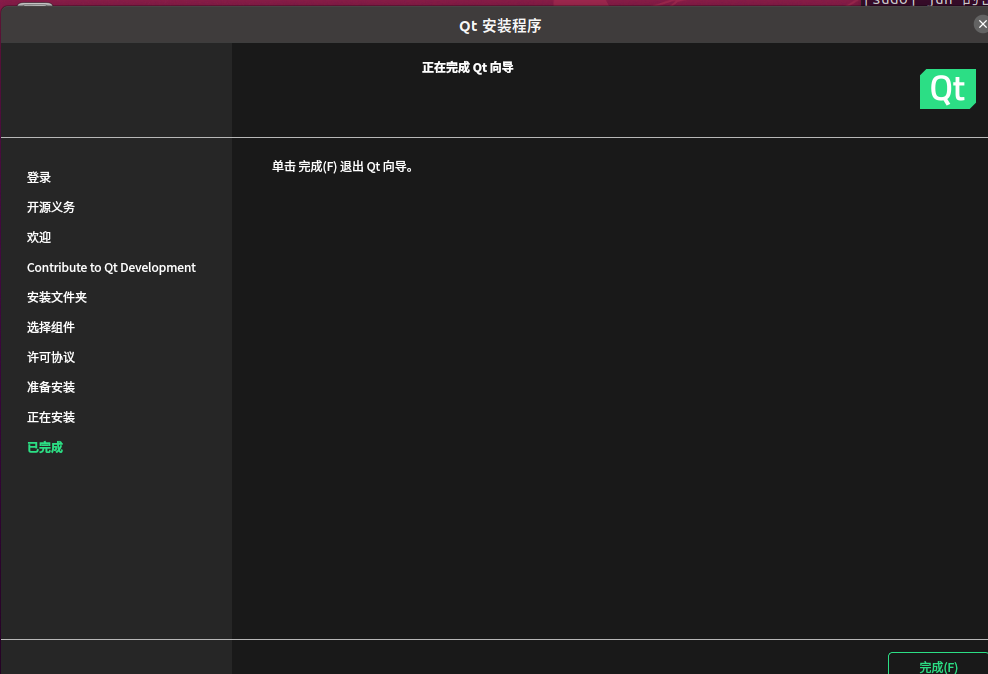 Qt 安装程序
正在完成 Qt 向导
Qt
单击 完成(F) 退出 Qt 向导。
登录
开源义务
欢迎
Contribute to Qt Development
安装文件夹
选择组件
许可协议
准备安装
正在安装
已完成
完成(F)